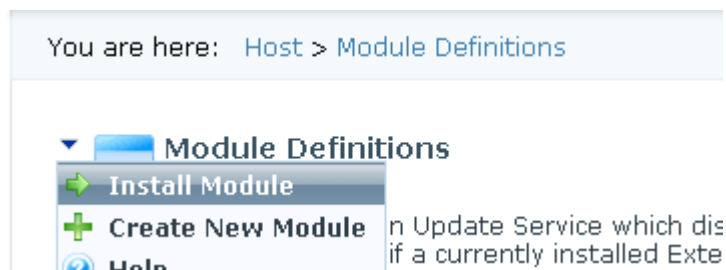 You are here: Host > Module Definitions
Module Definitions
Install Module
Create New Module
n Update Service which dis
if a currently installed Exte
Help